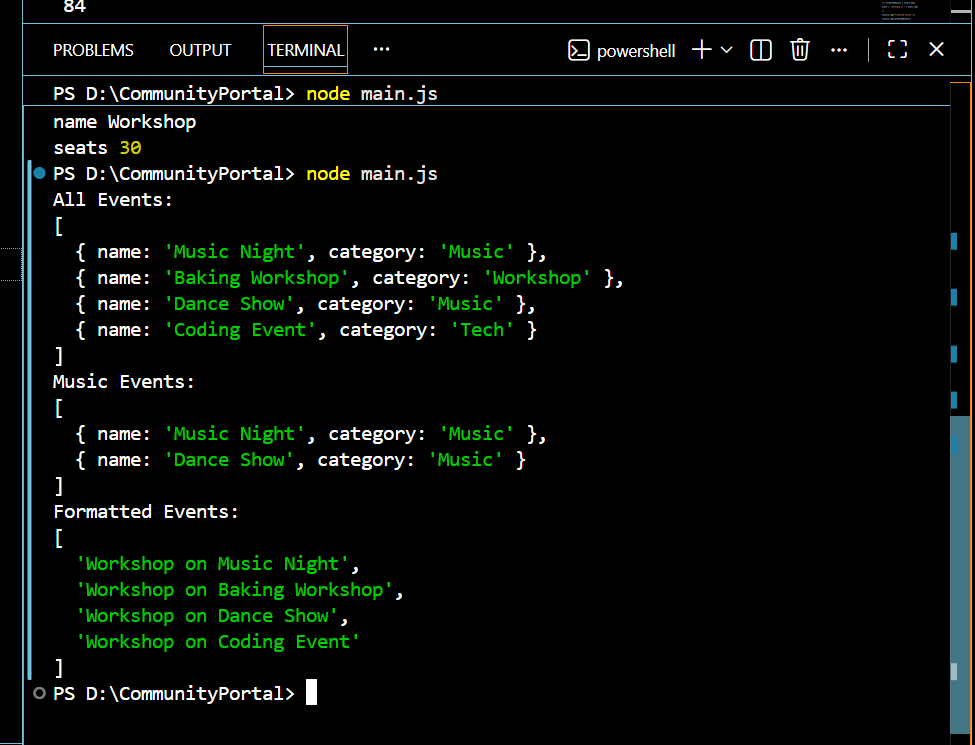 84
PROBLEMS OUTPUT TERMINAL ··· powershell
PS D:\CommunityPortal> node main.js
name Workshop
seats 30
PS D:\CommunityPortal> node main.js
All Events:
[
  { name: 'Music Night', category: 'Music' },
  { name: 'Baking Workshop', category: 'Workshop' },
  { name: 'Dance Show', category: 'Music' },
  { name: 'Coding Event', category: 'Tech' }
]
Music Events:
[
  { name: 'Music Night', category: 'Music' },
  { name: 'Dance Show', category: 'Music' }
]
Formatted Events:
[
  'Workshop on Music Night',
  'Workshop on Baking Workshop',
  'Workshop on Dance Show',
  'Workshop on Coding Event'
]
PS D:\CommunityPortal>